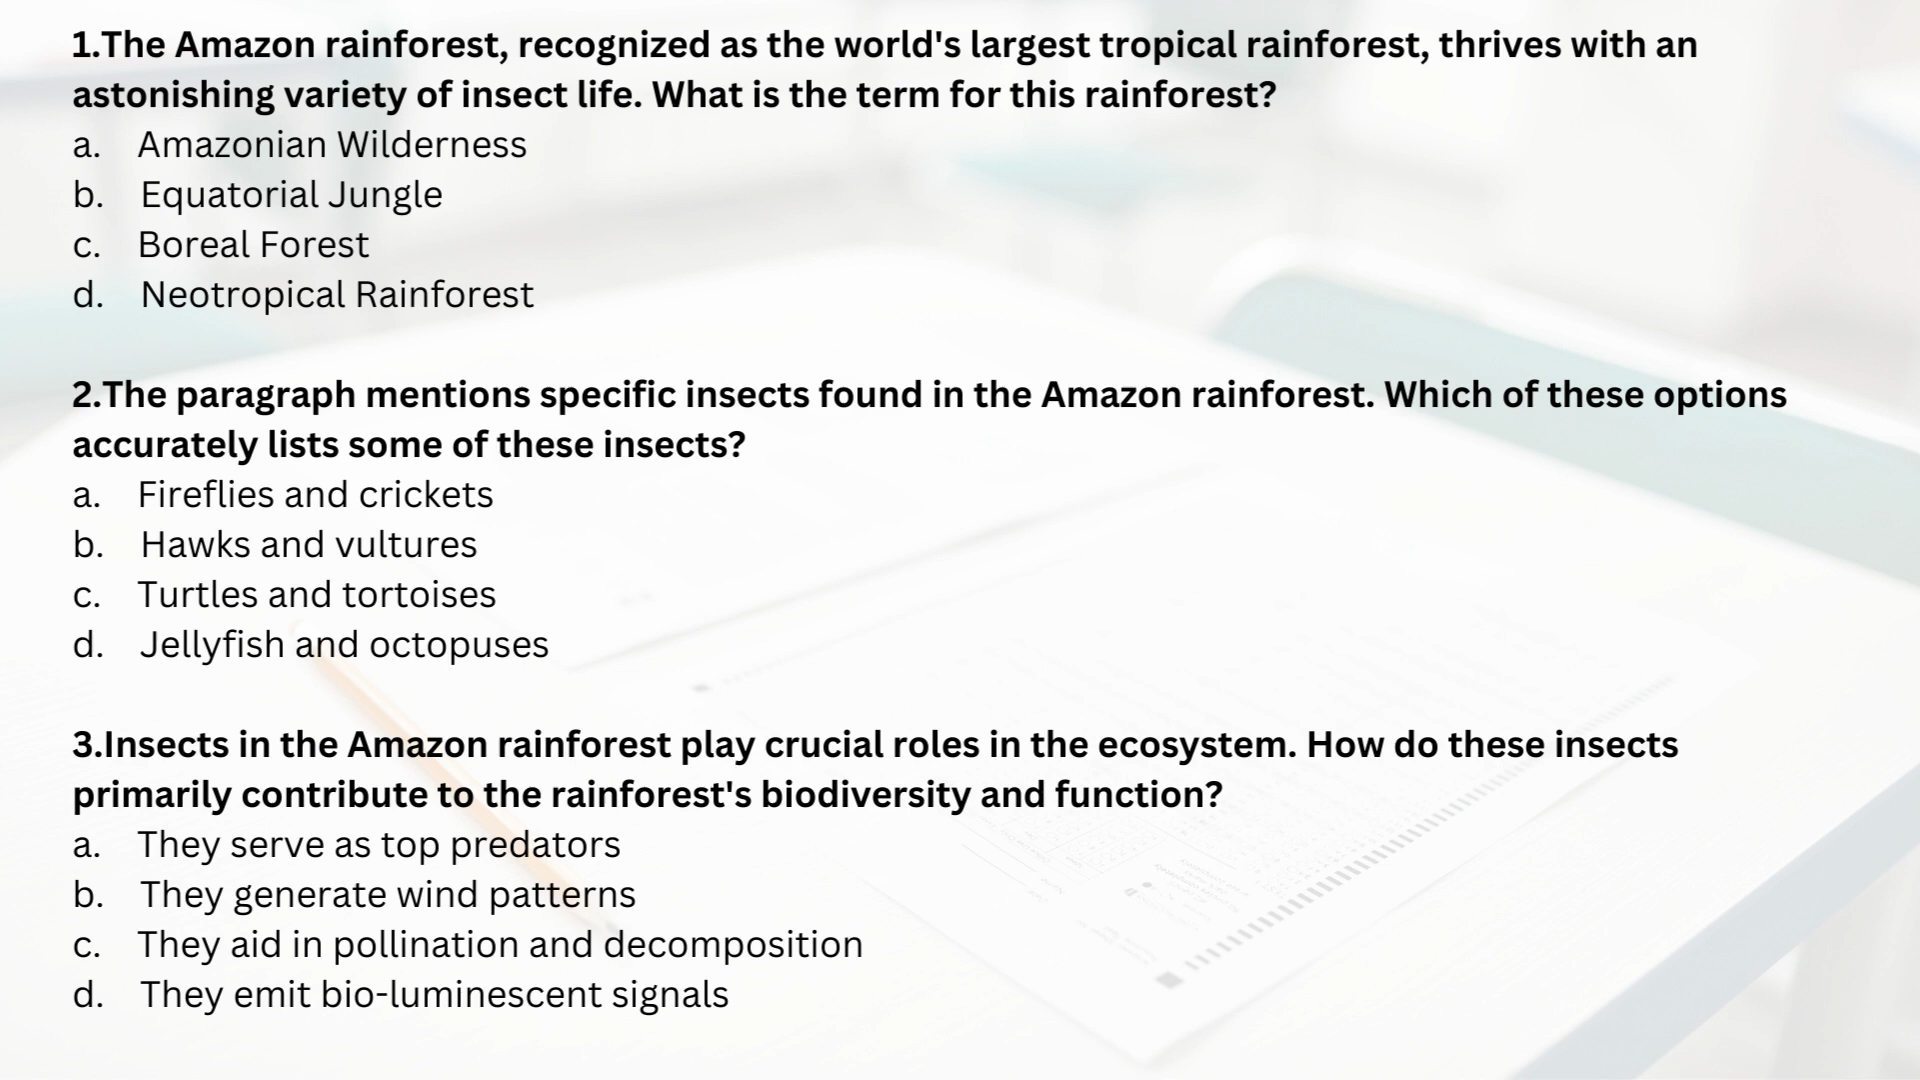 1.The Amazon rainforest, recognized as the world's largest tropical rainforest, thrives with an
astonishing variety of insect life. What is the term for this rainforest?
a. Amazonian Wilderness
b. Equatorial Jungle
c. Boreal Forest
d. Neotropical Rainforest
2.The paragraph mentions specific insects found in the Amazon rainforest. Which of these options
accurately lists some of these insects?
a. Fireflies and crickets
b. Hawks and vultures
c. Turtles and tortoises
d. Jellyfish and octopuses
3.Insects in the Amazon rainforest play crucial roles in the ecosystem. How do these insects
primarily contribute to the rainforest's biodiversity and function?
a. They serve as top predators
b. They generate wind patterns
c. They aid in pollination and decomposition
d. They emit bio-luminescent signals